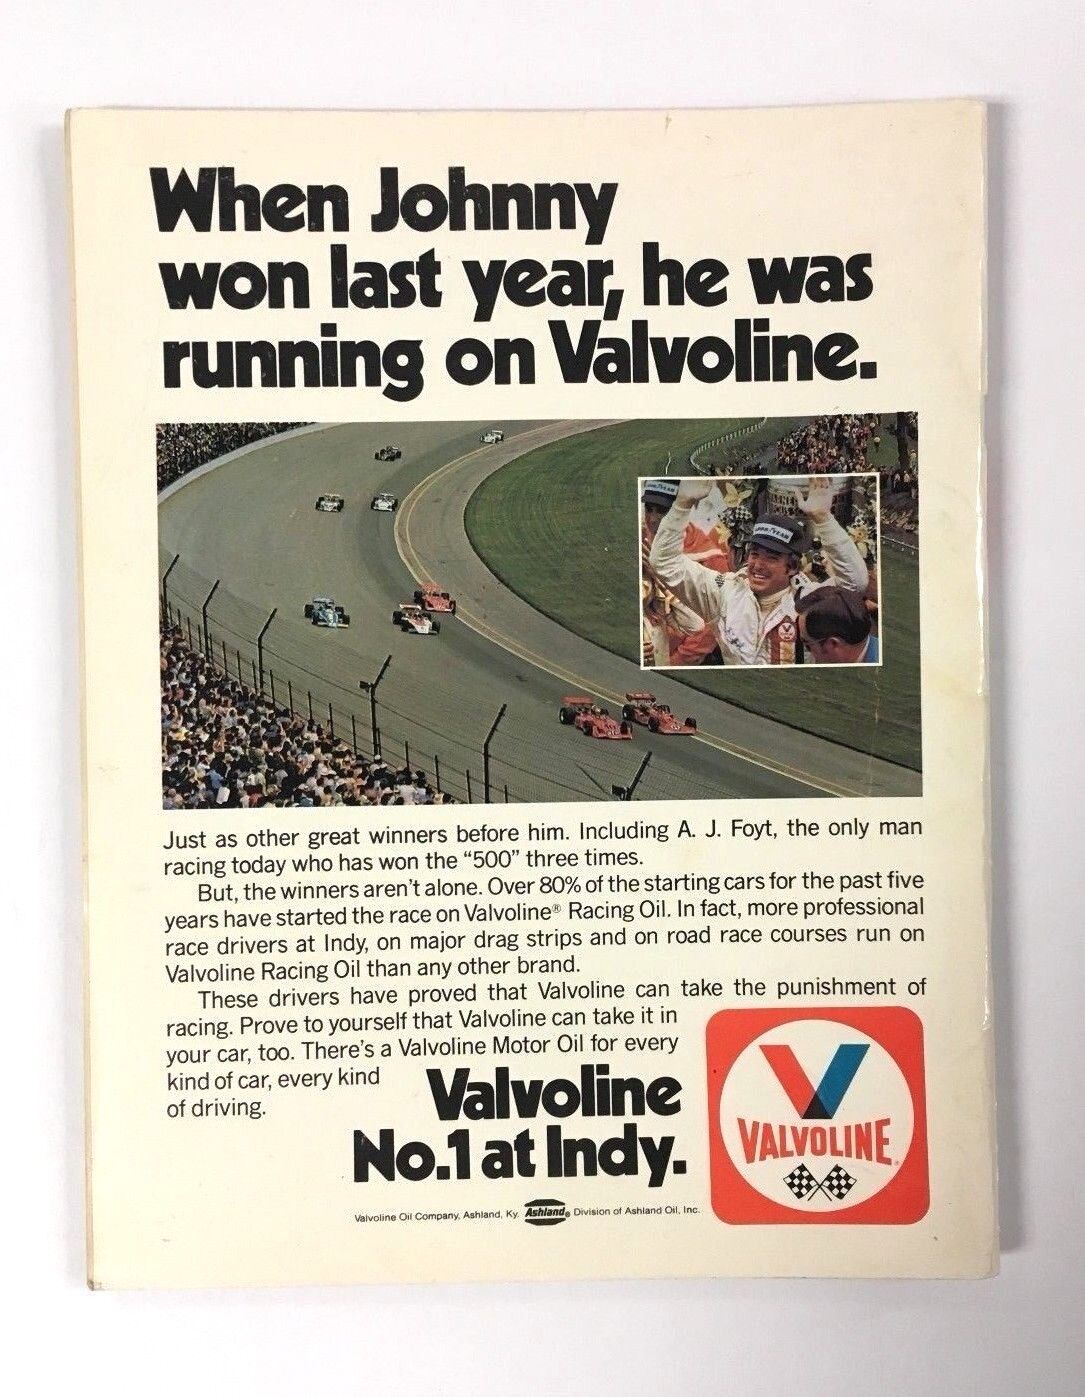 When Johnny
won last year, he was
running on Valvoline.
GOODYEAR
Just as other great winners before him. Including A. J. Foyt, the only man
racing today who has won the “500” three times.
But, the winners aren't alone. Over 80% of the starting cars for the past five
years have started the race on Valvoline® Racing Oil. In fact, more professional
race drivers at Indy, on major drag strips and on road race courses run on
Valvoline Racing Oil than any other brand.
These drivers have proved that Valvoline can take the punishment of
racing. Prove to yourself that Valvoline can take it in
your car, too. There's a Valvoline Motor Oil for every
kind of car, every kind
of driving.
Valvoline
No.1 at Indy.
VALVOLINE®
Valvoline Oil Company, Ashland, Ky. Ashland® Division of Ashland Oil, Inc.